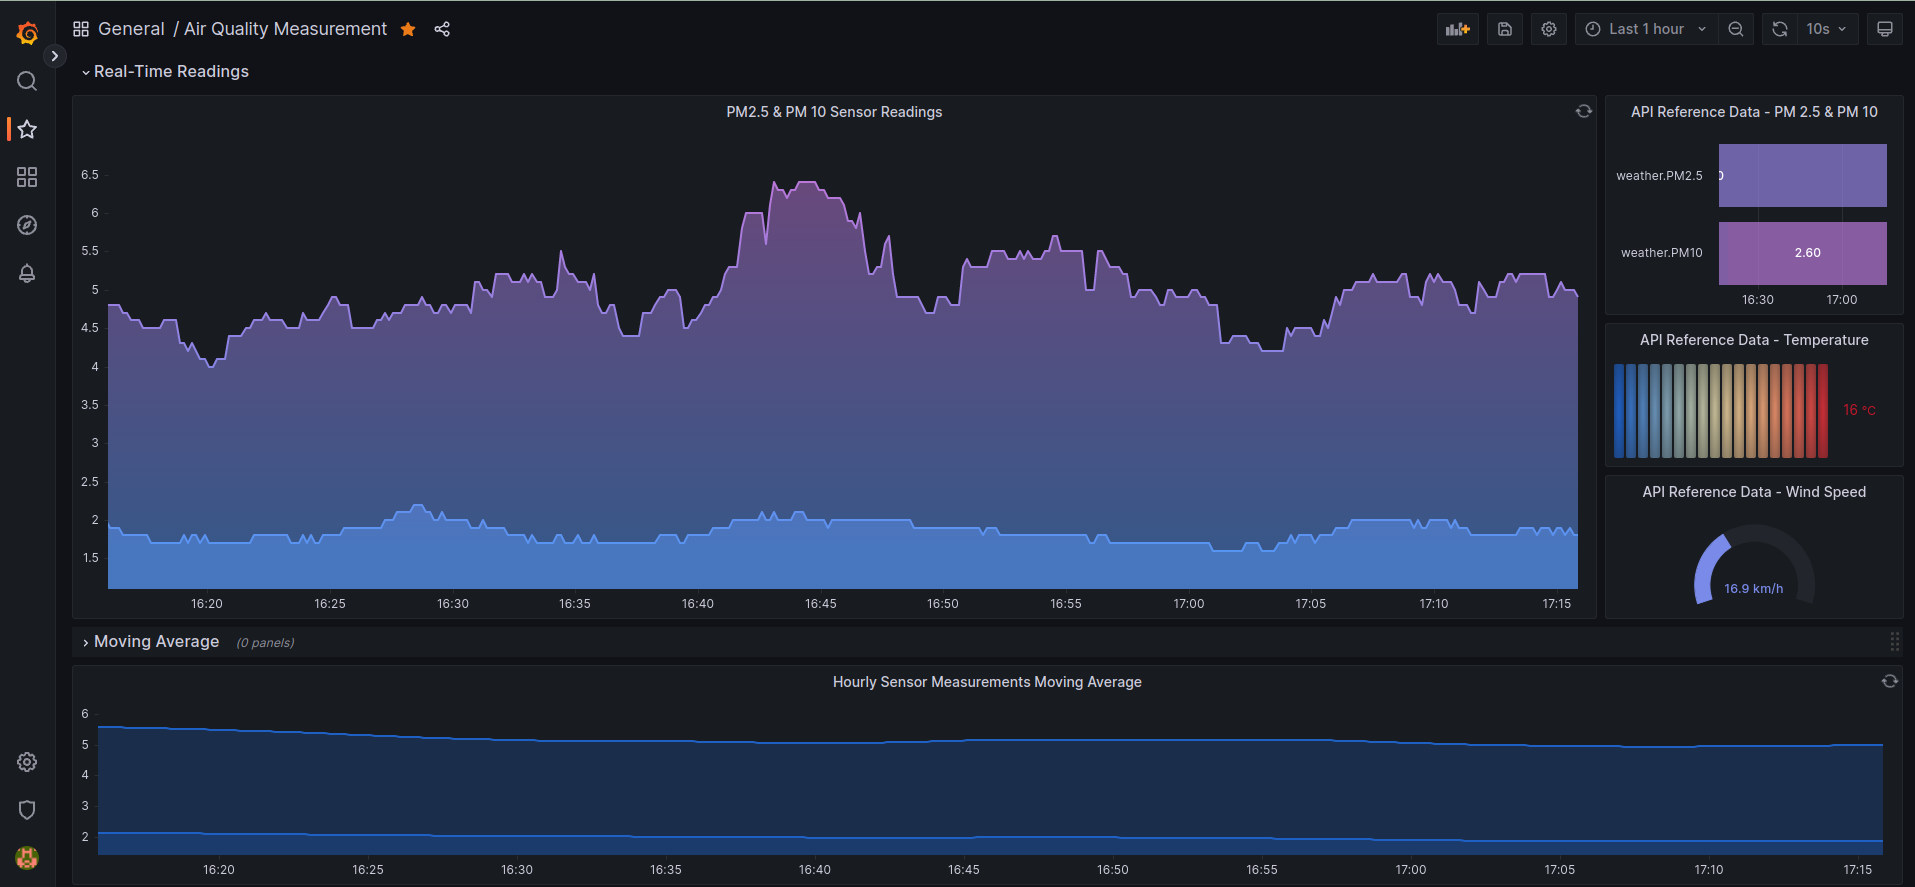 General / Air Quality Measurement
Last 1 hour
10s
Real-Time Readings
PM2.5 & PM 10 Sensor Readings
6.5
6
5.5
5
4.5
4
3.5
3
2.5
2
1.5
16:20 16:25 16:30 16:35 16:40 16:45 16:50 16:55 17:00 17:05 17:10 17:15
API Reference Data - PM 2.5 & PM 10
weather.PM2.5
weather.PM10 2.60
16:30 17:00
API Reference Data - Temperature
16 °C
API Reference Data - Wind Speed
16.9 km/h
Moving Average (0 panels)
Hourly Sensor Measurements Moving Average
6
5
4
3
2
16:20 16:25 16:30 16:35 16:40 16:45 16:50 16:55 17:00 17:05 17:10 17:15